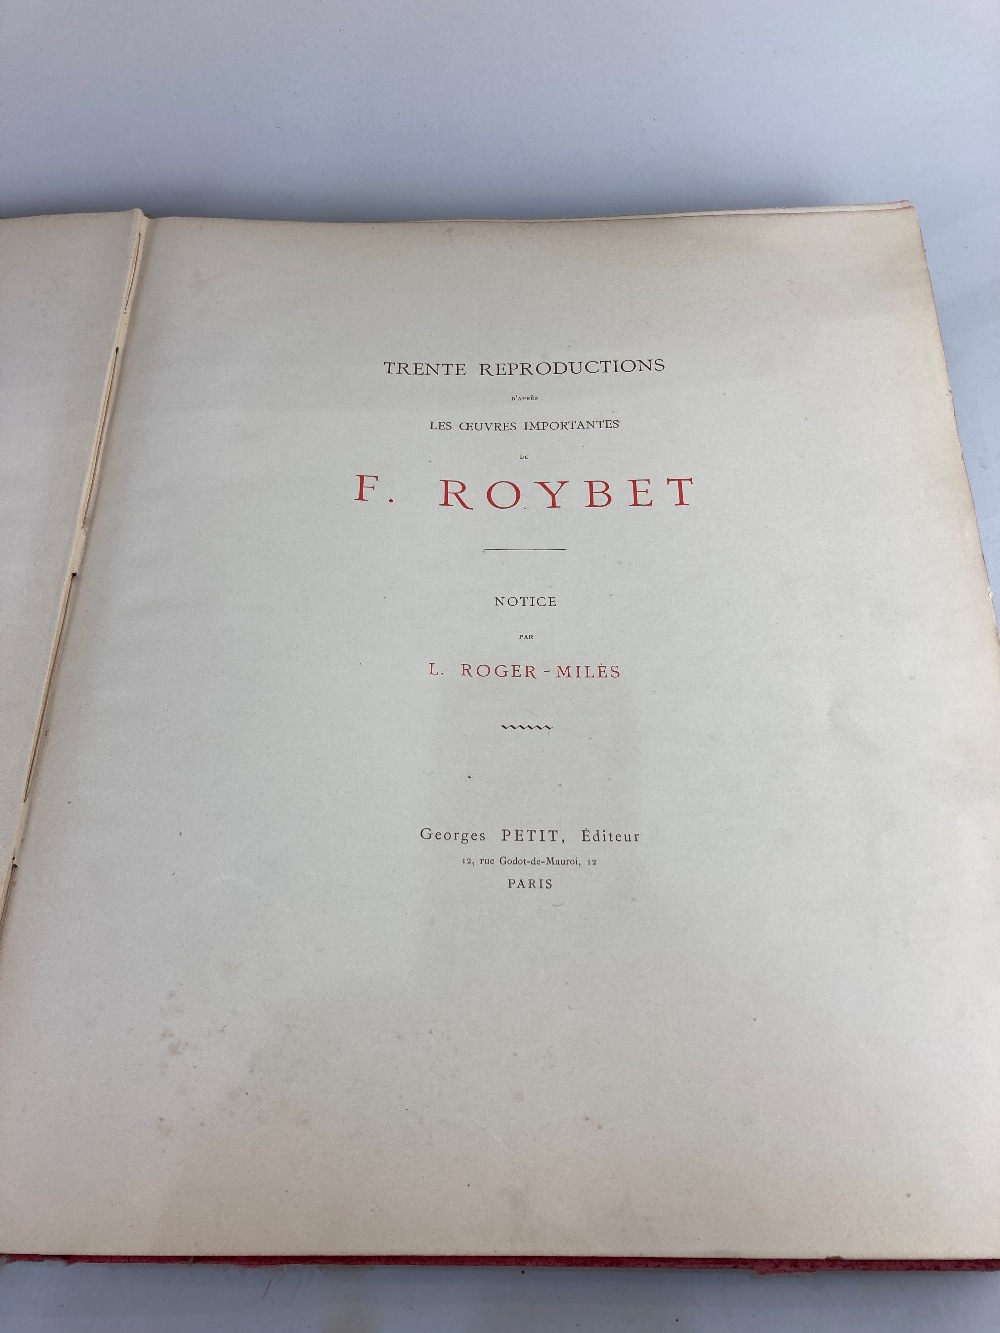 TRENTE REPRODUCTIONS
D'APRÈS
LES ŒUVRES IMPORTANTES
DE
F. ROYBET
NOTICE
PAR
L. ROGER-MILÈS
Georges PETIT, Éditeur
12, rue Godot-de-Mauroi, 12
PARIS